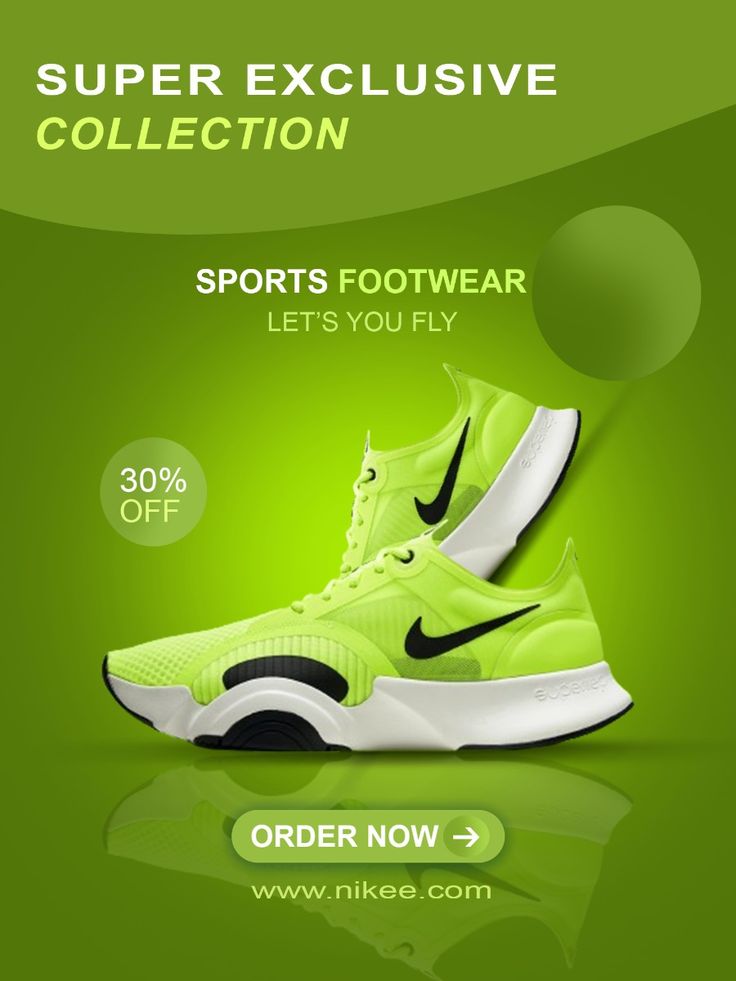 SUPER EXCLUSIVE
COLLECTION
SPORTS FOOTWEAR
LET'S YOU FLY
30%
OFF
ORDER NOW →
www.nikee.com